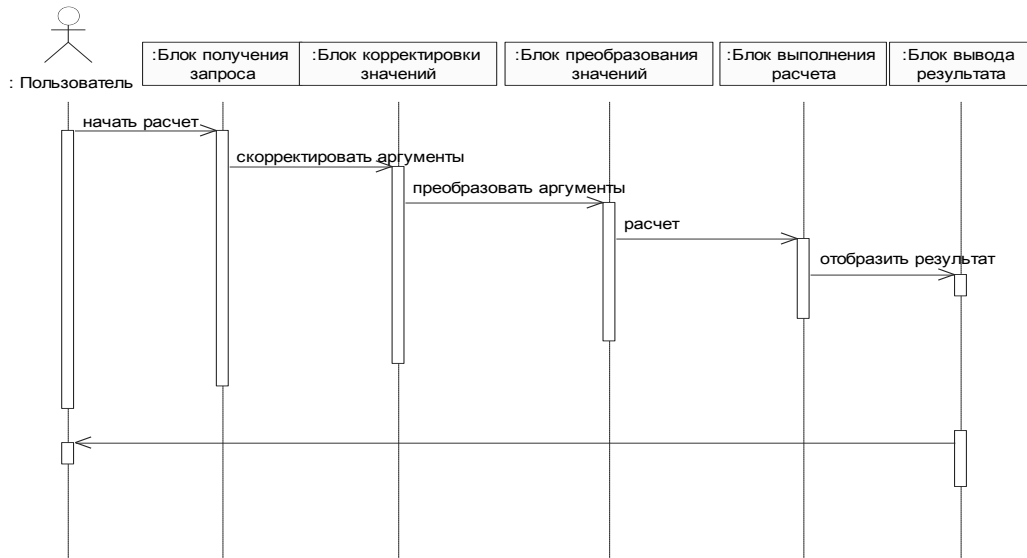 : Пользователь
:Блок получения
запроса
:Блок корректировки
значений
:Блок преобразования
значений
:Блок выполнения
расчета
:Блок вывода
результата
начать расчет
скорректировать аргументы
преобразовать аргументы
расчет
отобразить результат